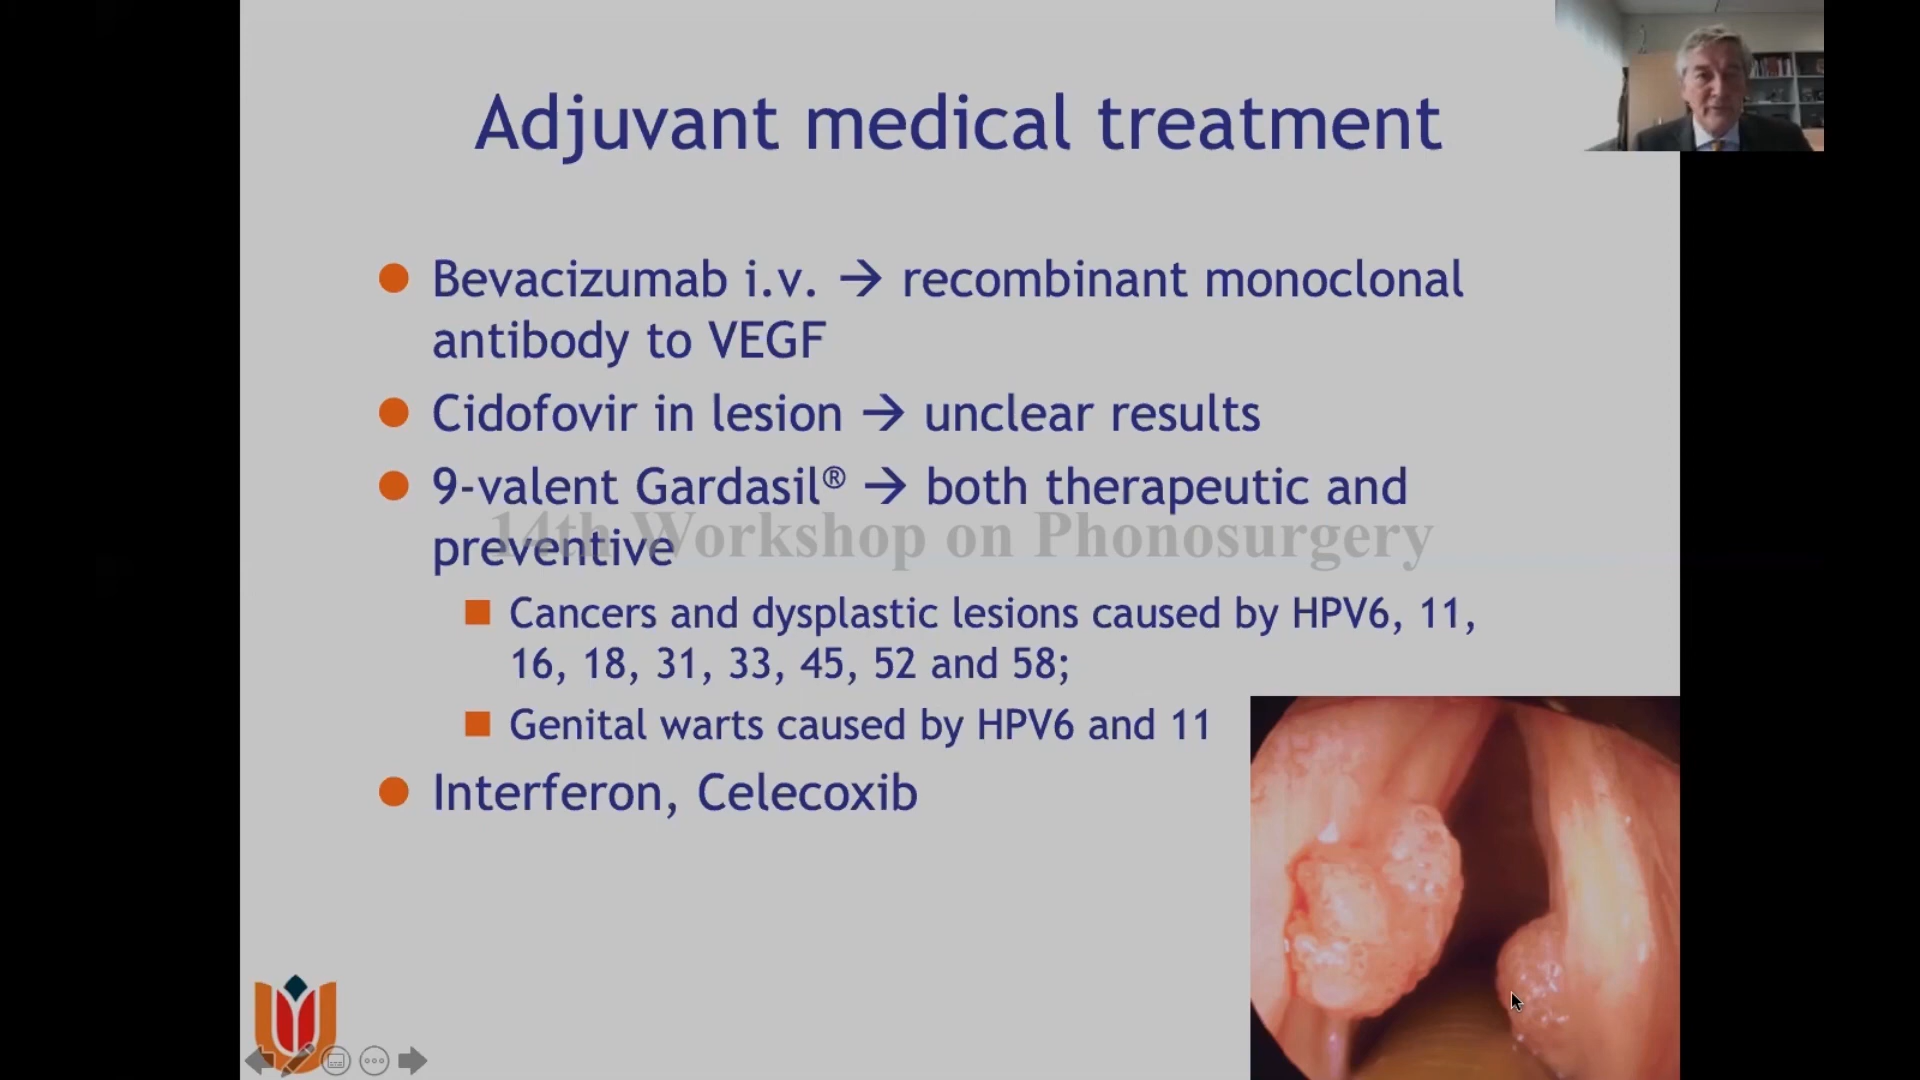 Adjuvant medical treatment
Bevacizumab i.v. → recombinant monoclonal
antibody to VEGF
Cidofovir in lesion → unclear results
9-valent Gardasil® → both therapeutic and
preventive
14th Workshop on Phonosurgery
Cancers and dysplastic lesions caused by HPV6, 11,
16, 18, 31, 33, 45, 52 and 58;
Genital warts caused by HPV6 and 11
Interferon, Celecoxib